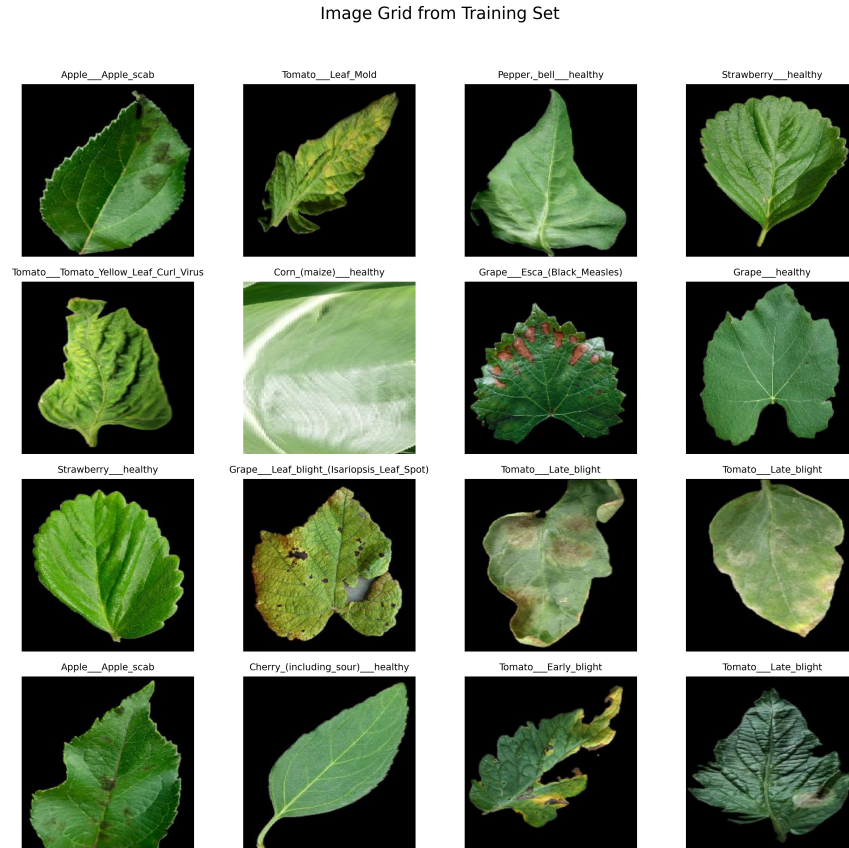 Image Grid from Training Set
Apple___Apple_scab
Tomato___Leaf_Mold
Pepper,_bell___healthy
Strawberry___healthy
Tomato___Tomato_Yellow_Leaf_Curl_Virus
Corn_(maize)___healthy
Grape___Esca_(Black_Measles)
Grape___healthy
Strawberry___healthy
Grape___Leaf_blight_(Isariopsis_Leaf_Spot)
Tomato___Late_blight
Tomato___Late_blight
Apple___Apple_scab
Cherry_(including_sour)___healthy
Tomato___Early_blight
Tomato___Late_blight